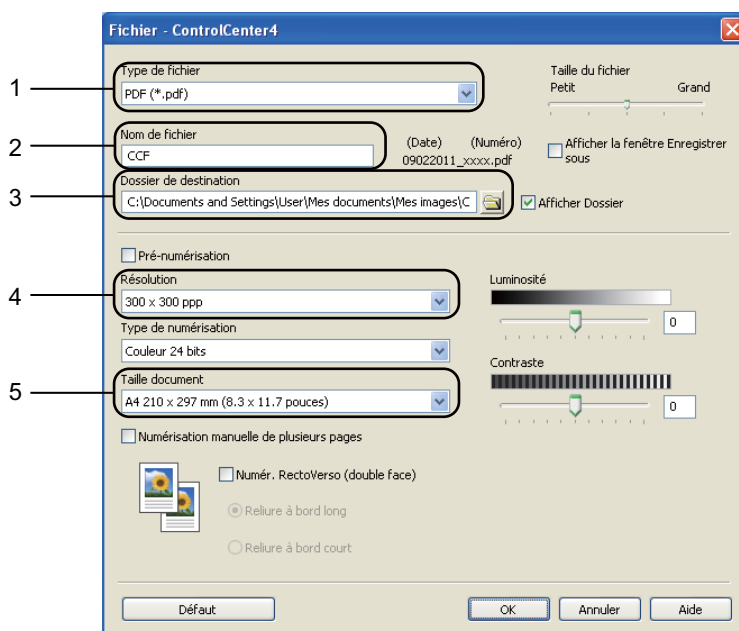 Fichier - ControlCenter4
1
Type de fichier
PDF (*.pdf)
Taille du fichier
Petit Grand
2
Nom de fichier
CCF
(Date) (Numéro)
09022011_xxxx.pdf
Afficher la fenêtre Enregistrer
sous
3
Dossier de destination
C:\Documents and Settings\User\Mes documents\Mes images\C
Afficher Dossier
Pré-numérisation
4
Résolution
300 x 300 ppp
Luminosité
0
Type de numérisation
Couleur 24 bits
Contraste
0
5
Taille document
A4 210 x 297 mm (8.3 x 11.7 pouces)
Numérisation manuelle de plusieurs pages
Numér. RectoVerso (double face)
Reliure à bord long
Reliure à bord court
Défaut OK Annuler Aide